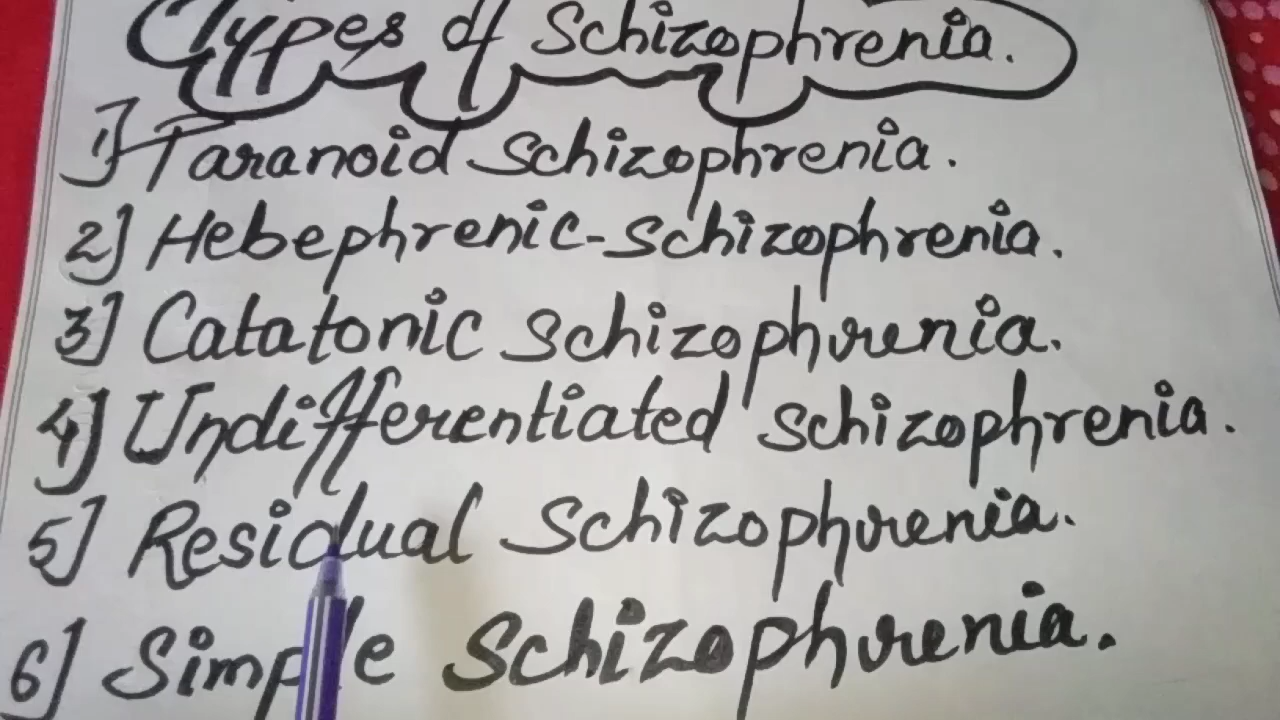 Types of Schizophrenia.
1] Paranoid Schizophrenia.
2] Hebephrenic-Schizophrenia.
3] Catatonic Schizophrenia.
4] Undifferentiated Schizophrenia.
5] Residual Schizophrenia.
6] Simple Schizophrenia.